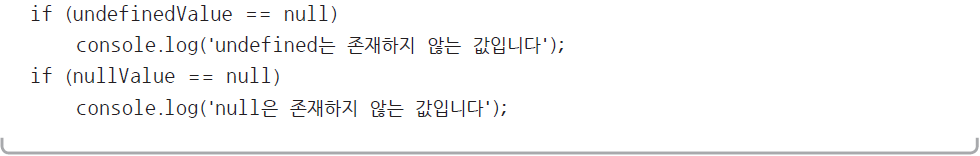 if (undefinedValue == null)
console.log('undefined는 존재하지 않는 값입니다');
if (nullValue == null)
console.log('null은 존재하지 않는 값입니다');